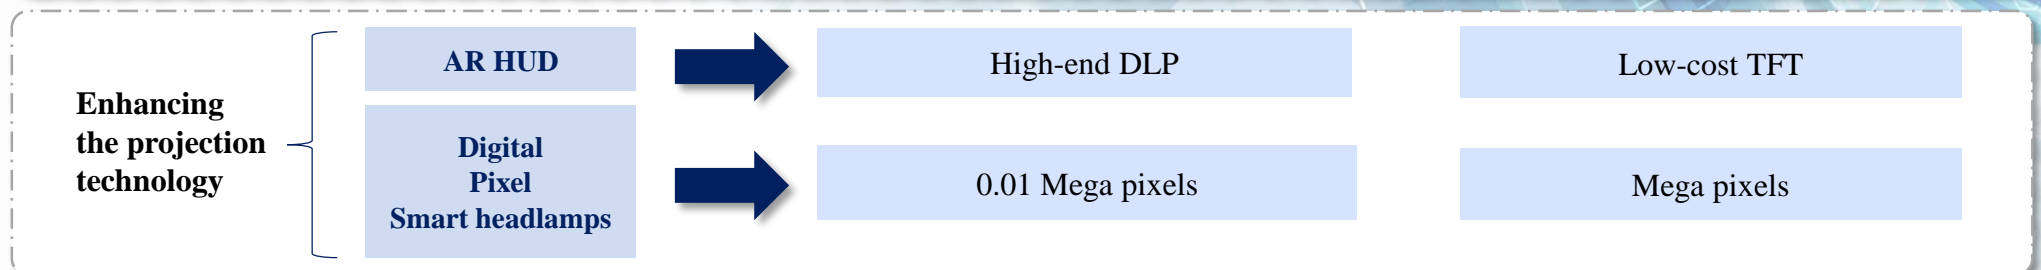 Enhancing
the projection
technology
AR HUD
High-end DLP
Low-cost TFT
Digital
Pixel
Smart headlamps
0.01 Mega pixels
Mega pixels